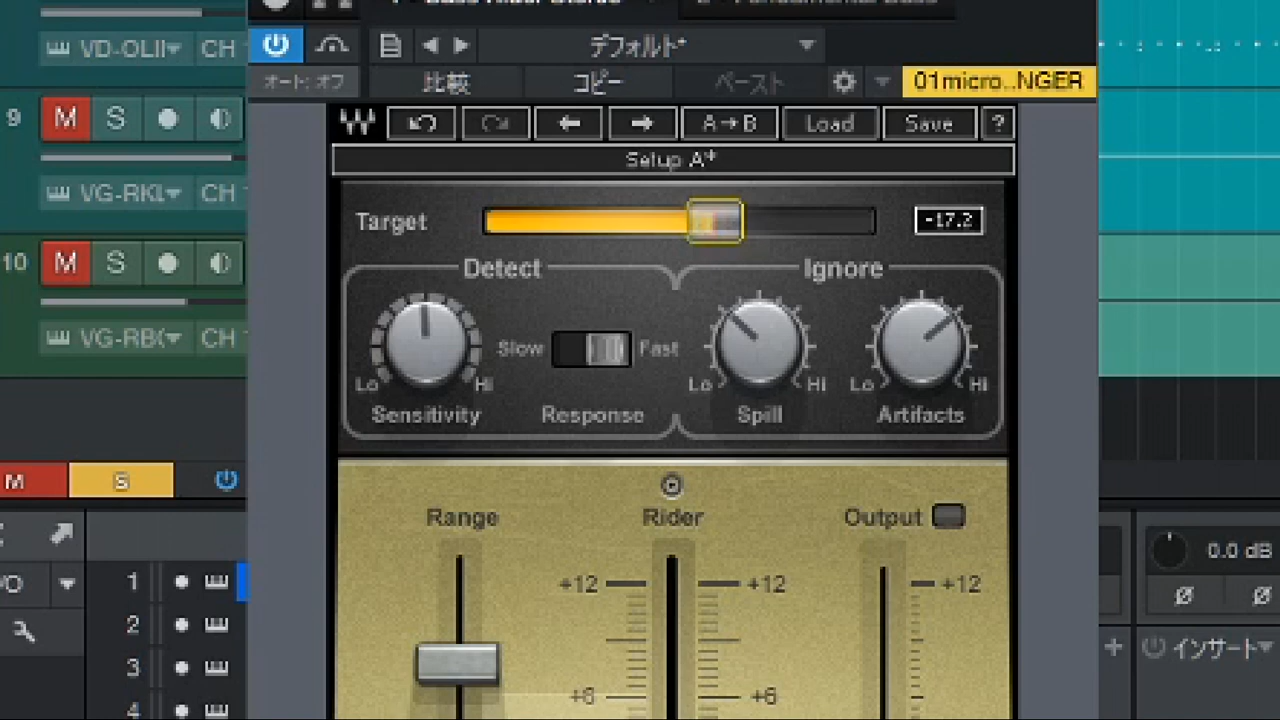 デフォルト*
VD-OLII CH
オート: オフ 比較 コピー ペースト 01micro..NGER
9 M S
A→B Load Save ?
Setup A*
VG-RKL CH
Target -17.2
10 M S
Detect Ignore
Slow Fast
VG-RB( CH
Lo Hi Lo Hi Lo Hi
Sensitivity Response Spill Artifacts
M S
Range Rider Output
0.0 dB
1 +12 +12 +12
2
3 インサート
4 +6 +6